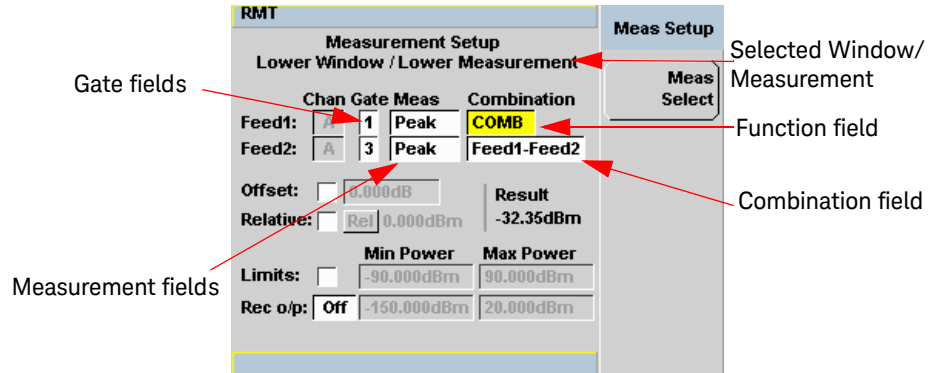 RMT
Meas Setup
Measurement Setup
Lower Window / Lower Measurement
Selected Window/
Measurement
Meas
Select
Gate fields
Chan Gate Meas Combination
Feed1: A 1 Peak COMB
Function field
Feed2: A 3 Peak Feed1-Feed2
Offset: 0.000dB Result
Combination field
Relative: Rel 0.000dBm -32.35dBm
Min Power Max Power
Measurement fields
Limits: -90.000dBm 90.000dBm
Rec o/p: Off -150.000dBm 20.000dBm